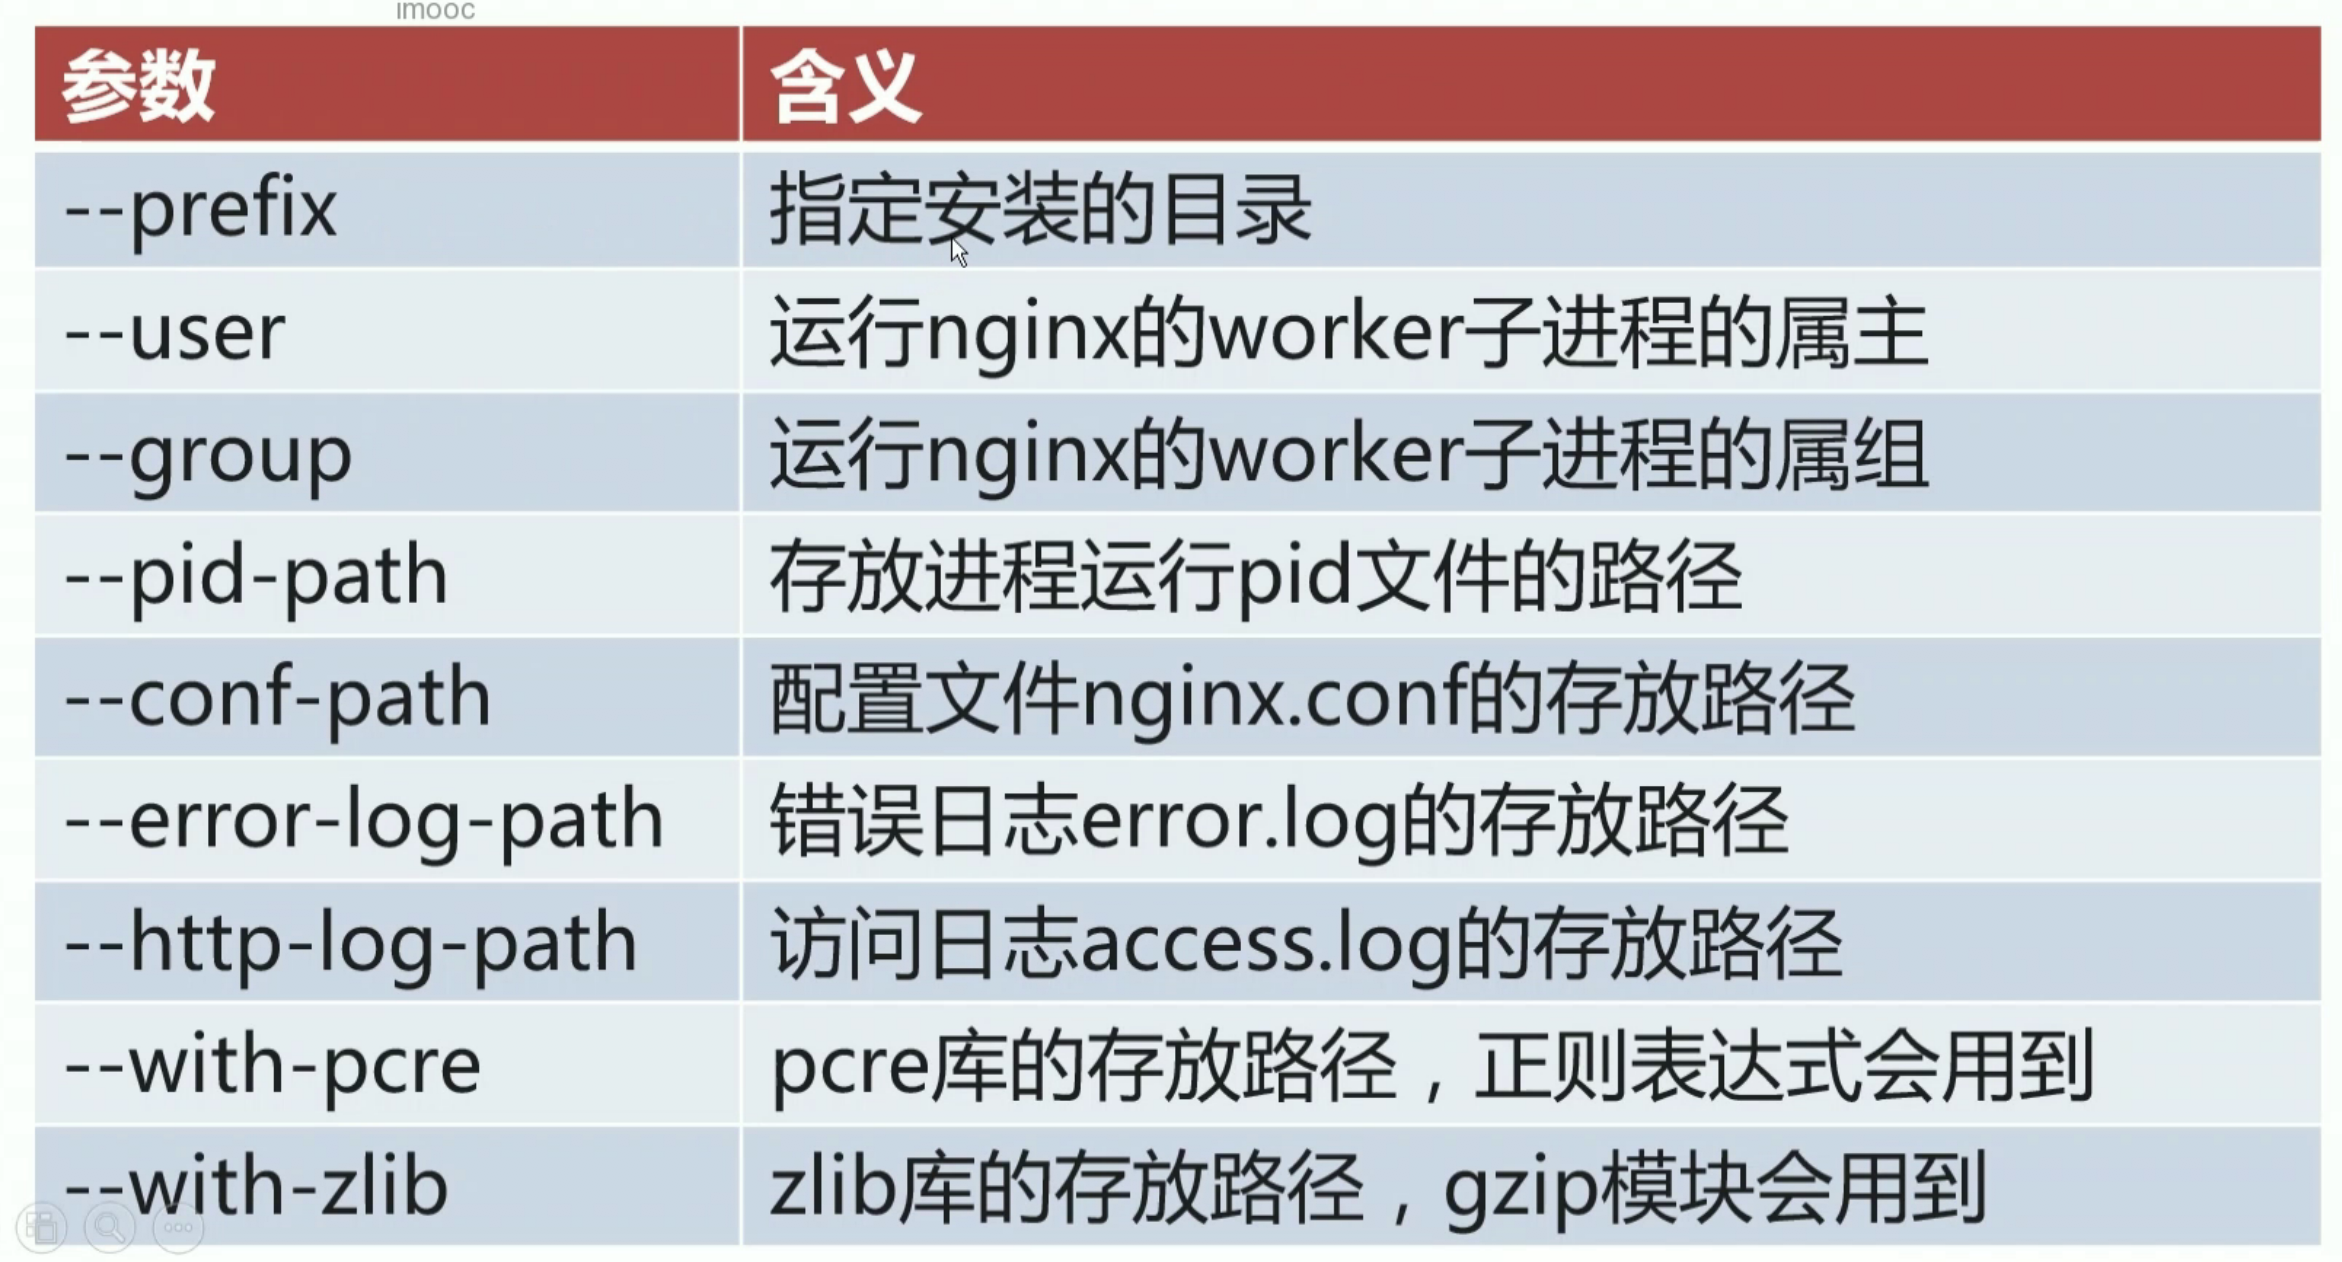 imooc
参数 含义
--prefix 指定安装的目录
--user 运行nginx的worker子进程的属主
--group 运行nginx的worker子进程的属组
--pid-path 存放进程运行pid文件的路径
--conf-path 配置文件nginx.conf的存放路径
--error-log-path 错误日志error.log的存放路径
--http-log-path 访问日志access.log的存放路径
--with-pcre pcre库的存放路径，正则表达式会用到
--with-zlib zlib库的存放路径，gzip模块会用到